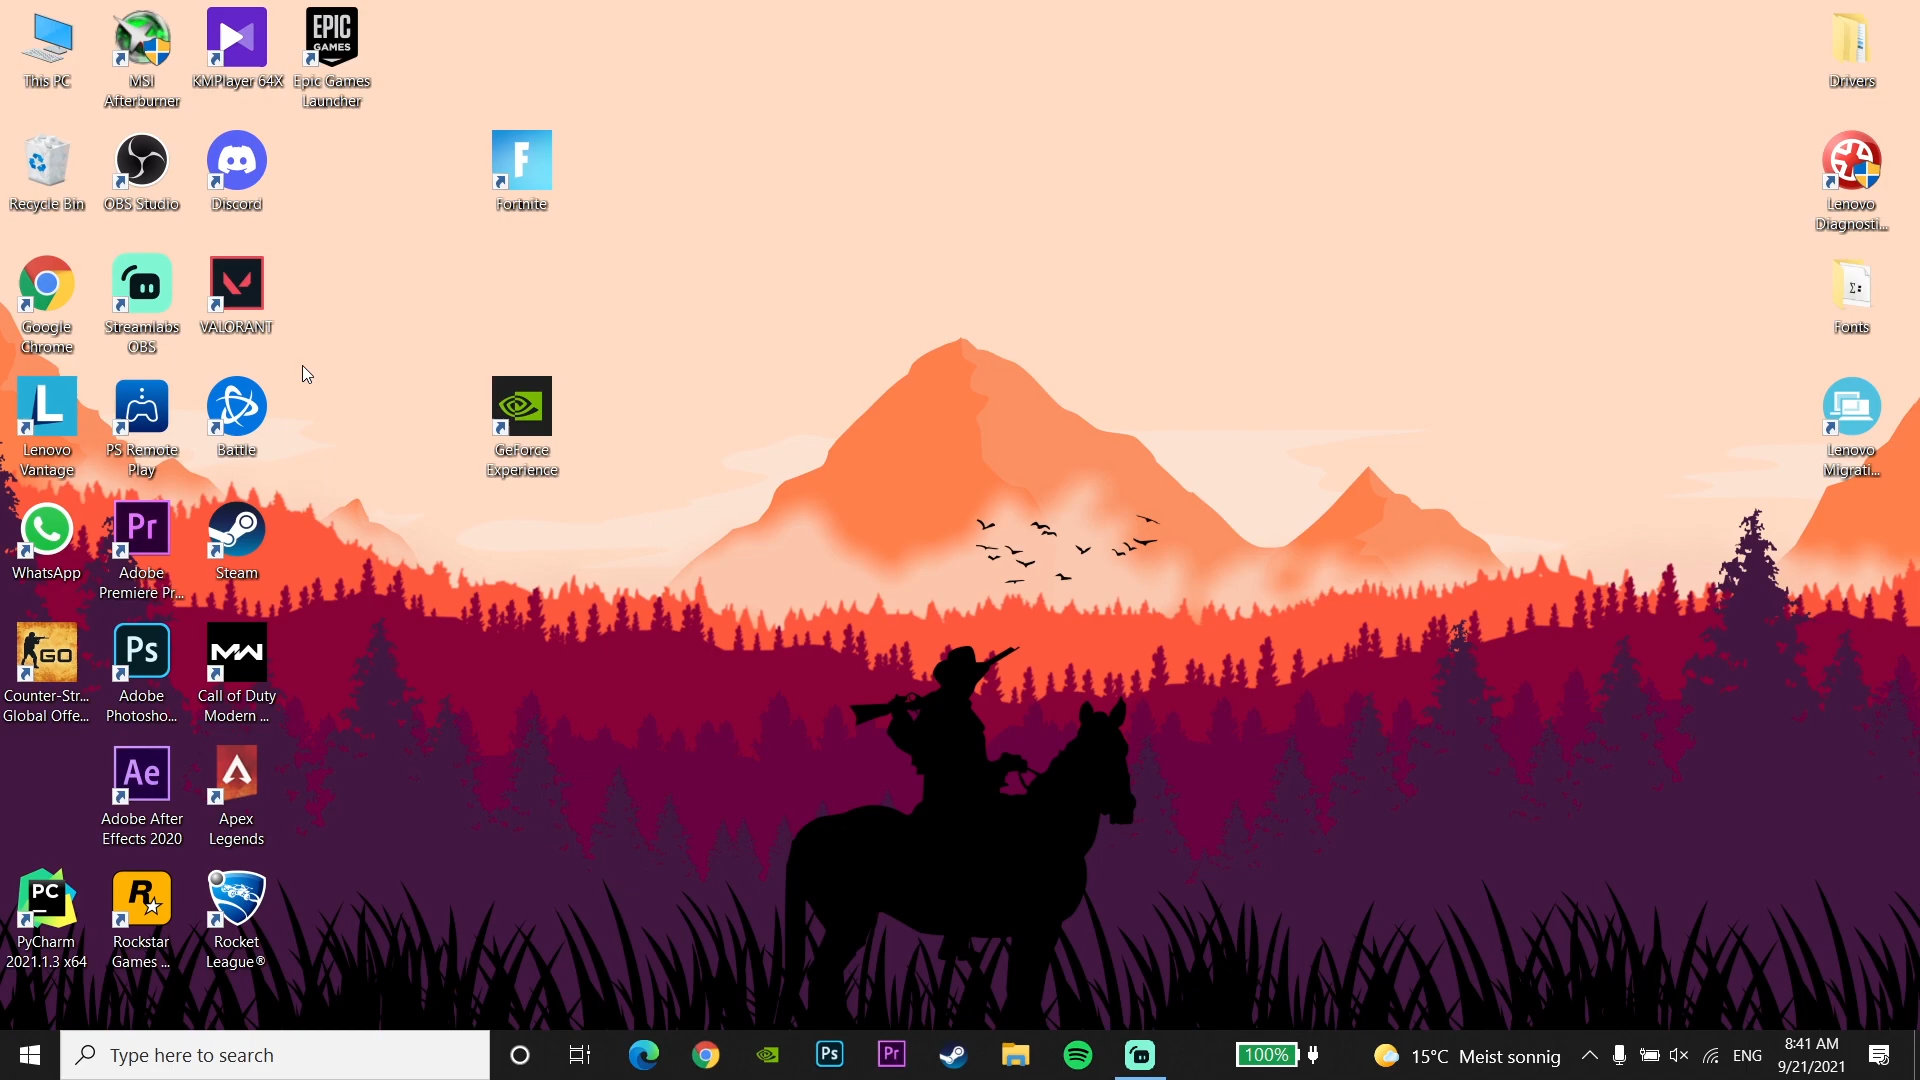 This PC
MSI
Afterburner
KMPlayer 64X
EPIC
GAMES
Epic Games
Launcher
Drivers
Recycle Bin
OBS Studio
Discord
F
Fortnite
Lenovo
Diagnosti...
Google
Chrome
Streamlabs
OBS
VALORANT
Fonts
L
Lenovo
Vantage
PS Remote
Play
Battle
GeForce
Experience
Lenovo
Migrati...
WhatsApp
Pr
Adobe
Premiere Pr...
Steam
GO
Counter-Str...
Global Offe...
Ps
Adobe
Photosho...
MW
Call of Duty
Modern ...
Ae
Adobe After
Effects 2020
Apex
Legends
PC
PyCharm
2021.1.3 x64
R
Rockstar
Games ...
Rocket
League®
Type here to search
Ps
Pr
100%
15°C Meist sonnig
ENG
8:41 AM
9/21/2021